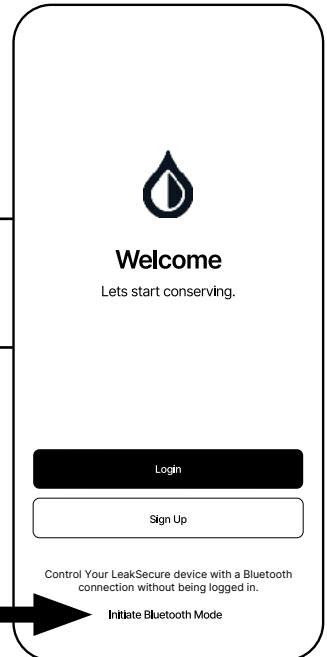 Welcome
Lets start conserving.
Login
Sign Up
Control Your LeakSecure device with a Bluetooth
connection without being logged in.
Initiate Bluetooth Mode